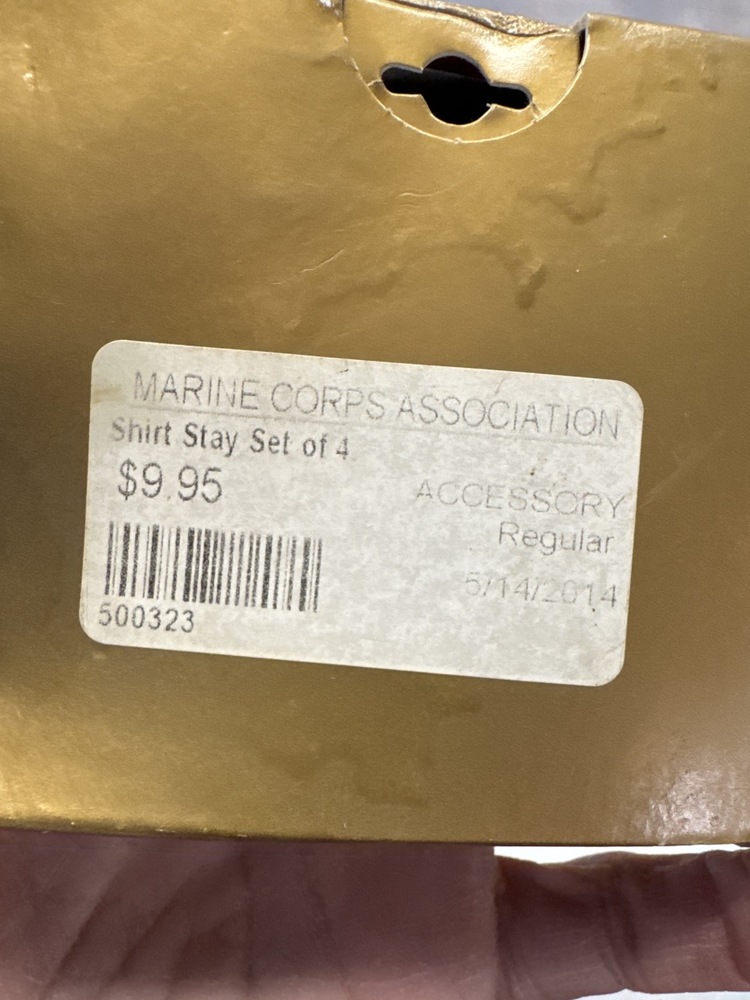 MARINE CORPS ASSOCIATION
Shirt Stay Set of 4
$9.95
ACCESSORY
Regular
5/14/2014
500323